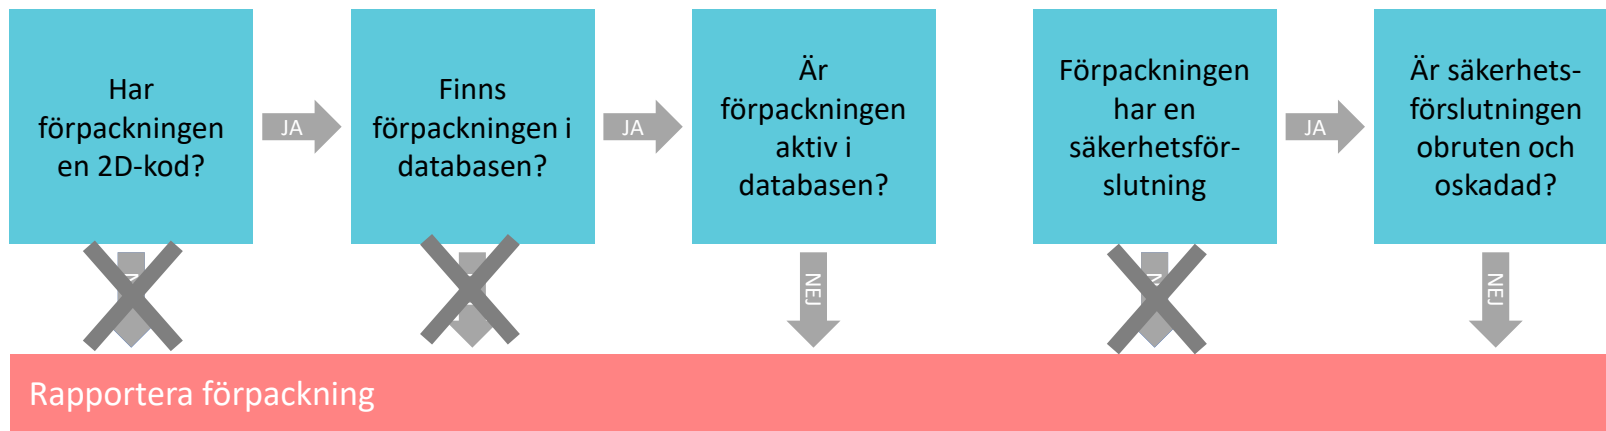 Har
förpackningen
en 2D-kod?
JA
Finns
förpackningen i
databasen?
JA
Är
förpackningen
aktiv i
databasen?
Förpackningen
har en
säkerhetsför-
slutning
JA
Är säkerhets-
förslutningen
obruten och
oskadad?
NEJ
NEJ
Rapportera förpackning